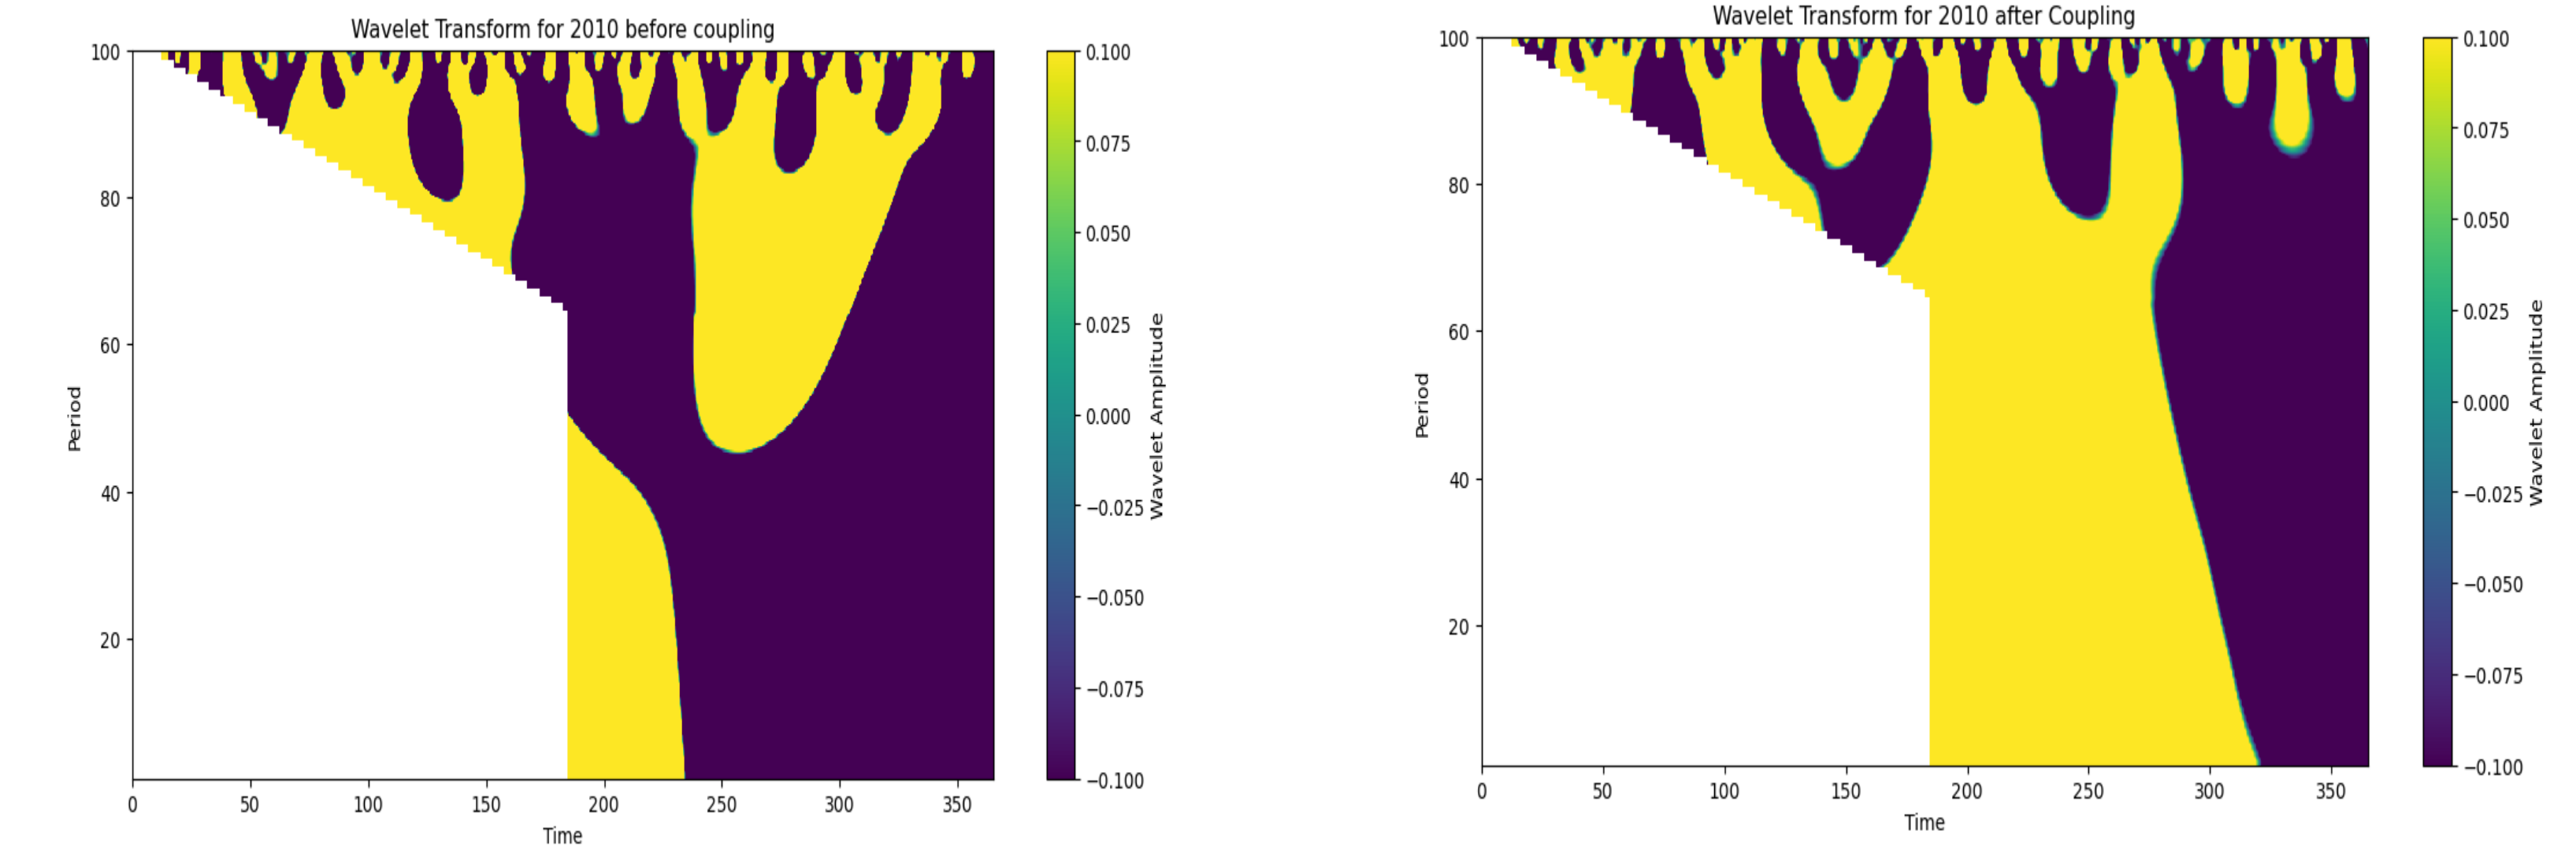 Wavelet Transform for 2010 before coupling
100
80
60
40
20
Period
0 50 100 150 200 250 300 350
Time
0.100
0.075
0.050
0.025
0.000
−0.025
−0.050
−0.075
−0.100
Wavelet Amplitude
Wavelet Transform for 2010 after Coupling
100
80
60
40
20
Period
0 50 100 150 200 250 300 350
Time
0.100
0.075
0.050
0.025
0.000
−0.025
−0.050
−0.075
−0.100
Wavelet Amplitude